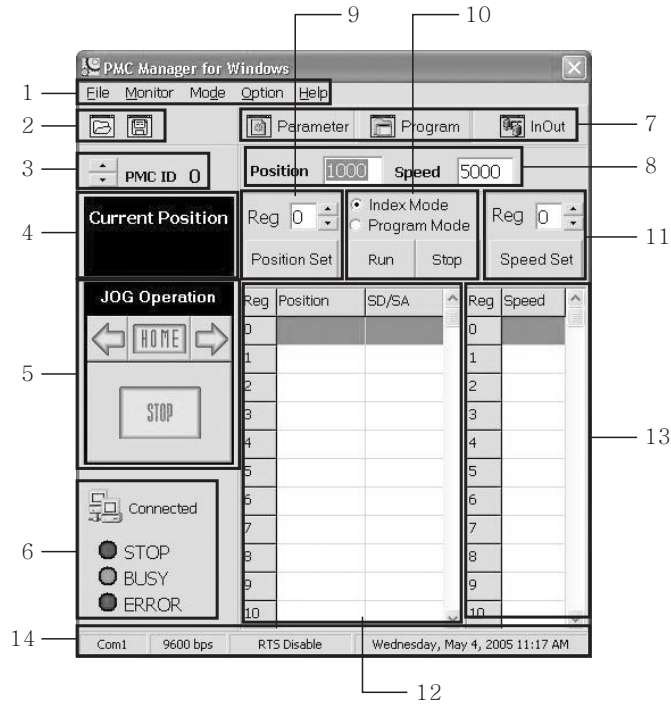 9
10
PMC Manager for Windows
1
File Monitor Mode Option Help
2
Parameter
Program
InOut
7
3
PMC ID 0
Position 1000 Speed 5000
8
4
Current Position
Reg 0
Position Set
Index Mode
Program Mode
Run Stop
Reg 0
Speed Set
11
5
JOG Operation
HOME
STOP
Reg Position SD/SA
0
1
2
3
4
5
6
7
8
9
10
Reg Speed
0
1
2
3
4
5
6
7
8
9
10
13
6
Connected
STOP
BUSY
ERROR
14
Com1 9600 bps RTS Disable Wednesday, May 4, 2005 11:17 AM
12